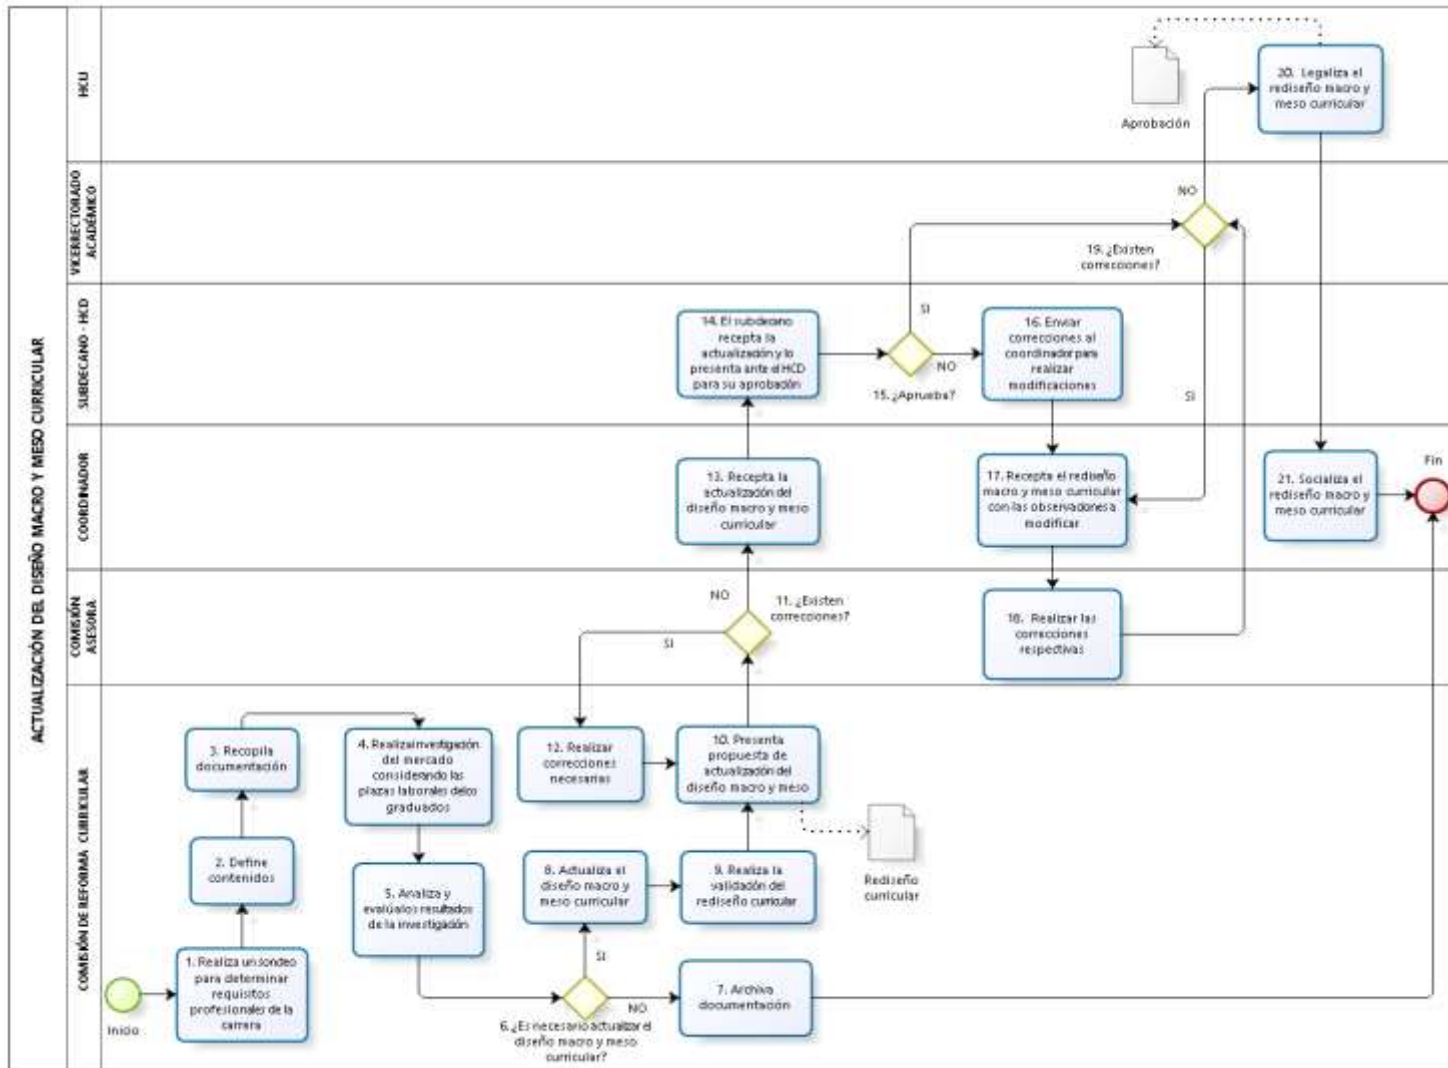 ACTUALIZACIÓN DEL DISEÑO MACRO Y MESO CURRICULAR
HCU
Aprobación
20. Legaliza el
rediseño macro y
meso curricular
VICERRECTORADO
ACADÉMICO
NO
19. ¿Existen
correcciones?
SI
SUBDECANO - HCD
14. El subdecano
recepta la
actualización y lo
presenta ante el HCD
para su aprobación
SI
NO
15. ¿Aprueba?
16. Enviar
correcciones al
coordinador para
realizar
modificaciones
COORDINADOR
13. Recepta la
actualización del
diseño macro y meso
curricular
17. Recepta el rediseño
macro y meso curricular
con las observaciones a
modificar
21. Socializa el
rediseño macro y
meso curricular
Fin
COMISIÓN
ASESORA
NO
11. ¿Existen
correcciones?
SI
18. Realizar las
correcciones
respectivas
COMISIÓN DE REFORMA CURRICULAR
3. Recopila
documentación
4. Realiza investigación
del mercado
considerando las
plazas laborales de los
graduados
12. Realizar
correcciones
necesarias
10. Presenta
propuesta de
actualización del
diseño macro y meso
2. Define
contenidos
5. Analiza y
evalúa los resultados
de la investigación
8. Actualiza el
diseño macro y
meso curricular
9. Realiza la
validación del
rediseño curricular
Rediseño
curricular
Inicio
1. Realiza un sondeo
para determinar
requisitos
profesionales de la
carrera
SI
NO
6. ¿Es necesario actualizar el
diseño macro y meso
curricular?
7. Archiva
documentación